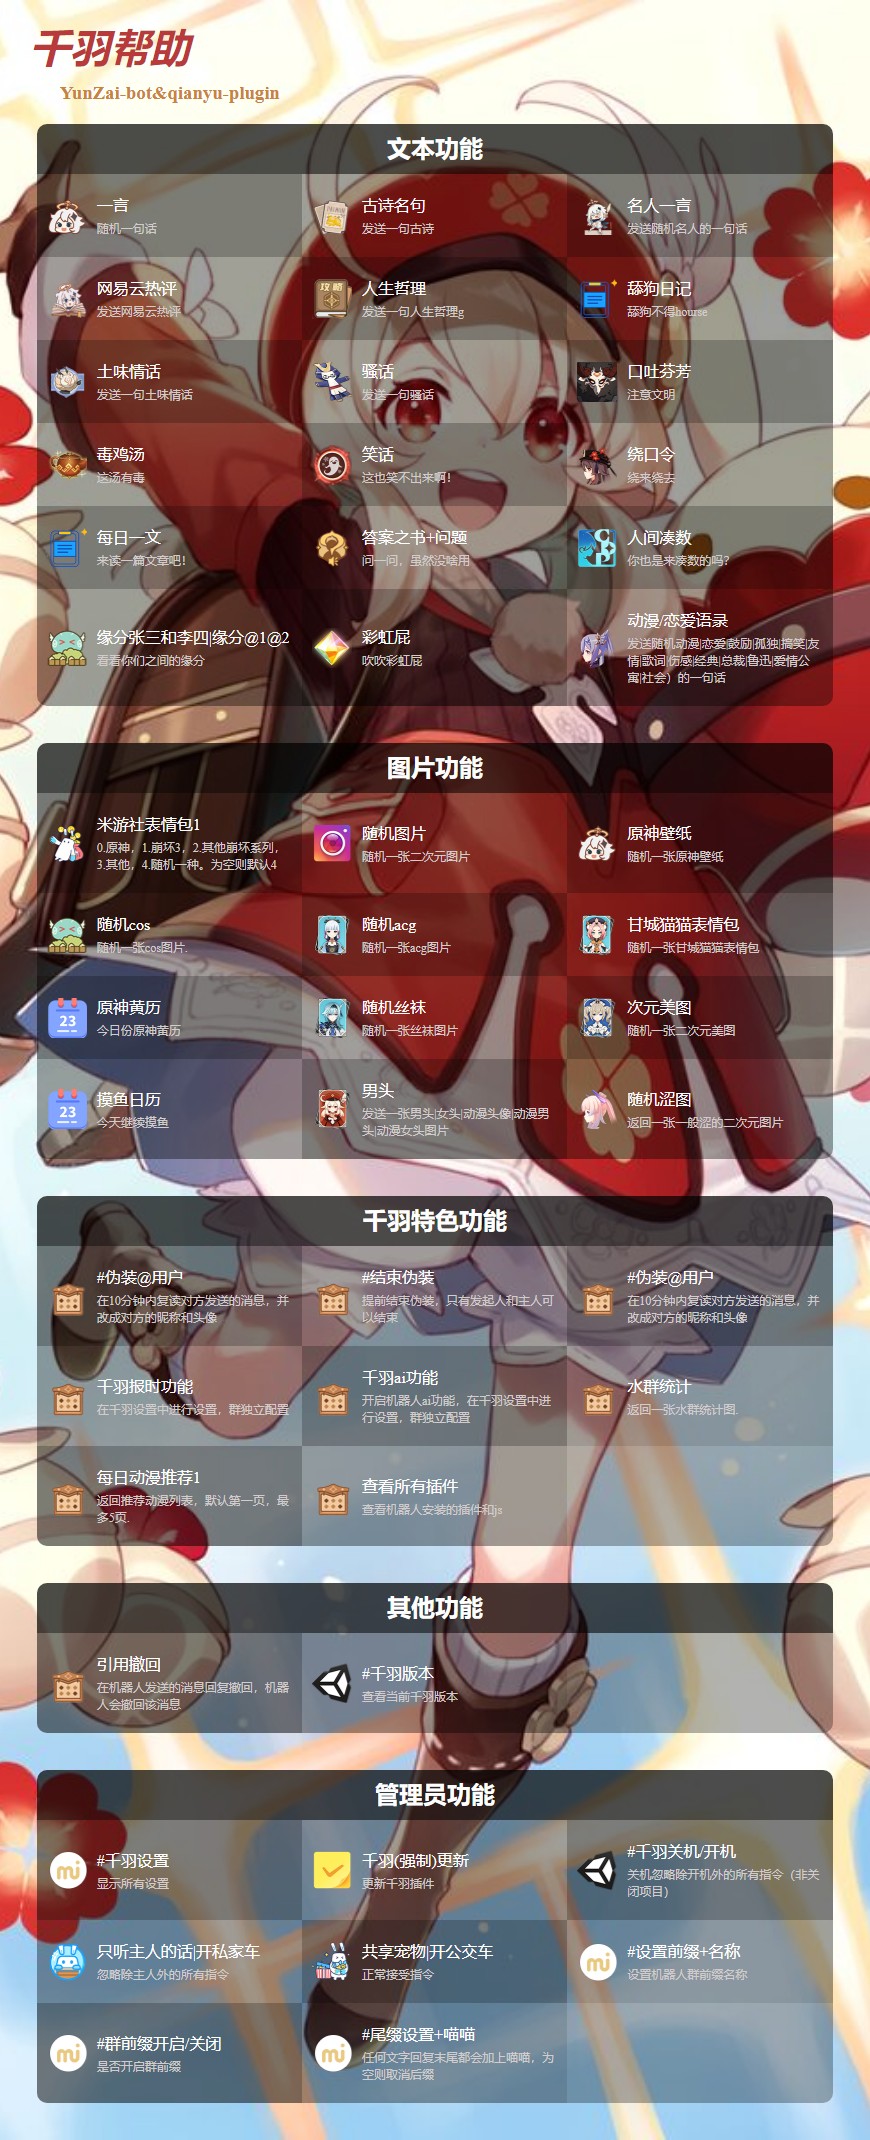 千羽帮助
YunZai-bot&qianyu-plugin
文本功能
一言
随机一句话
古诗名句
发送一句古诗
名人一言
发送随机名人的一句话
网易云热评
发送网易云热评
人生哲理
发送一句人生哲理g
舔狗日记
舔狗不得hourse
土味情话
发送一句土味情话
骚话
发送一句骚话
口吐芬芳
注意文明
毒鸡汤
这汤有毒
笑话
这也笑不出来啊！
绕口令
绕来绕去
每日一文
来读一篇文章吧！
答案之书+问题
问一问，虽然没啥用
人间凑数
你也是来凑数的吗？
缘分张三和李四|缘分@1@2
看看你们之间的缘分
彩虹屁
吹吹彩虹屁
动漫/恋爱语录
发送随机动漫|恋爱|鼓励|孤独|搞笑|友
情|歌词|伤感|经典|总裁|鲁迅|爱情公
寓|社会）的一句话
图片功能
米游社表情包1
0.原神，1.崩坏3，2.其他崩坏系列，
3.其他，4.随机一种。为空则默认4
随机图片
随机一张二次元图片
原神壁纸
随机一张原神壁纸
随机cos
随机一张cos图片.
随机acg
随机一张acg图片
甘城猫猫表情包
随机一张甘城猫猫表情包
原神黄历
今日份原神黄历
随机丝袜
随机一张丝袜图片
次元美图
随机一张二次元美图
摸鱼日历
今天继续摸鱼
男头
发送一张男头|女头|动漫头像|动漫男
头|动漫女头图片
随机涩图
返回一张一般涩的二次元图片
千羽特色功能
#伪装@用户
在10分钟内复读对方发送的消息，并
改成对方的昵称和头像
#结束伪装
提前结束伪装，只有发起人和主人可
以结束
#伪装@用户
在10分钟内复读对方发送的消息，并
改成对方的昵称和头像
千羽报时功能
在千羽设置中进行设置，群独立配置
千羽ai功能
开启机器人ai功能，在千羽设置中进
行设置，群独立配置
水群统计
返回一张水群统计图.
每日动漫推荐1
返回推荐动漫列表，默认第一页，最
多5页.
查看所有插件
查看机器人安装的插件和js
其他功能
引用撤回
在机器人发送的消息回复撤回，机器
人会撤回该消息
#千羽版本
查看当前千羽版本
管理员功能
#千羽设置
显示所有设置
千羽(强制)更新
更新千羽插件
#千羽关机/开机
关机忽略除开机外的所有指令（非关
闭项目）
只听主人的话|开私家车
忽略除主人外的所有指令
共享宠物|开公交车
正常接受指令
#设置前缀+名称
设置机器人群前缀名称
#群前缀开启/关闭
是否开启群前缀
#尾缀设置+喵喵
任何文字回复末尾都会加上喵喵，为
空则取消后缀